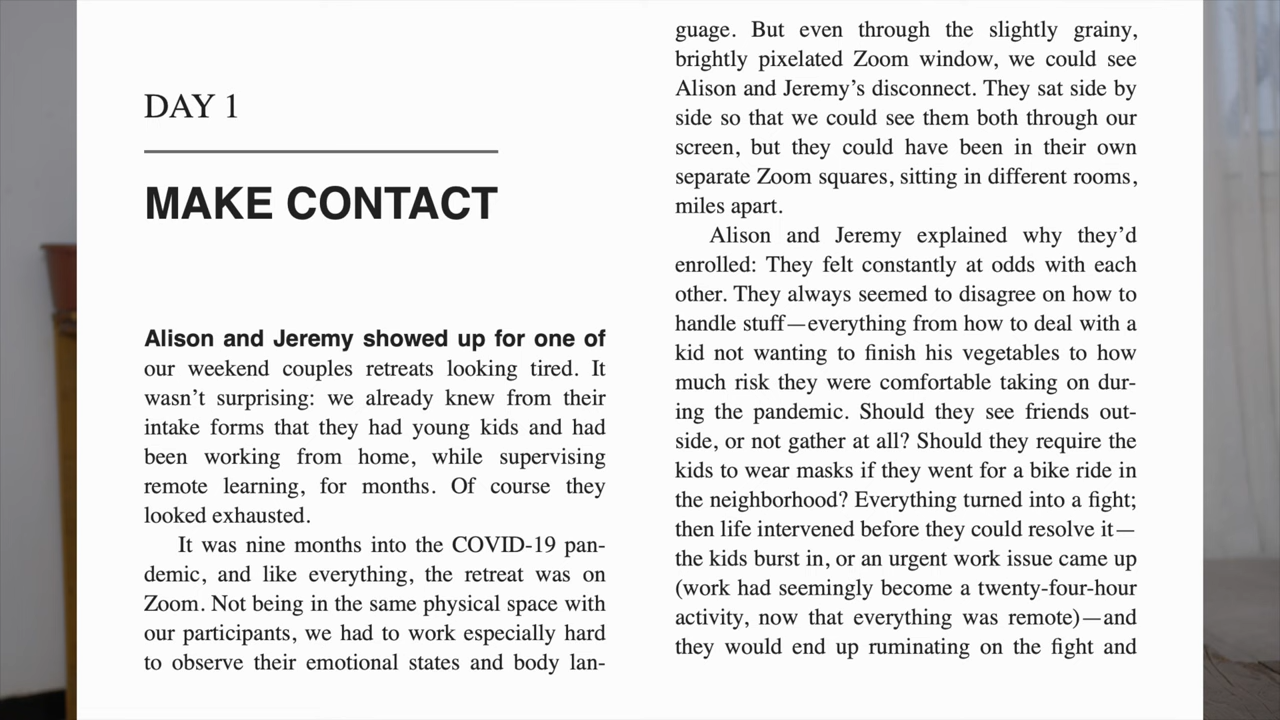 DAY 1
MAKE CONTACT
Alison and Jeremy showed up for one of
our weekend couples retreats looking tired. It
wasn’t surprising: we already knew from their
intake forms that they had young kids and had
been working from home, while supervising
remote learning, for months. Of course they
looked exhausted.
It was nine months into the COVID-19 pan-
demic, and like everything, the retreat was on
Zoom. Not being in the same physical space with
our participants, we had to work especially hard
to observe their emotional states and body lan-
guage. But even through the slightly grainy,
brightly pixelated Zoom window, we could see
Alison and Jeremy’s disconnect. They sat side by
side so that we could see them both through our
screen, but they could have been in their own
separate Zoom squares, sitting in different rooms,
miles apart.
Alison and Jeremy explained why they’d
enrolled: They felt constantly at odds with each
other. They always seemed to disagree on how to
handle stuff—everything from how to deal with a
kid not wanting to finish his vegetables to how
much risk they were comfortable taking on dur-
ing the pandemic. Should they see friends out-
side, or not gather at all? Should they require the
kids to wear masks if they went for a bike ride in
the neighborhood? Everything turned into a fight;
then life intervened before they could resolve it—
the kids burst in, or an urgent work issue came up
(work had seemingly become a twenty-four-hour
activity, now that everything was remote)—and
they would end up ruminating on the fight and